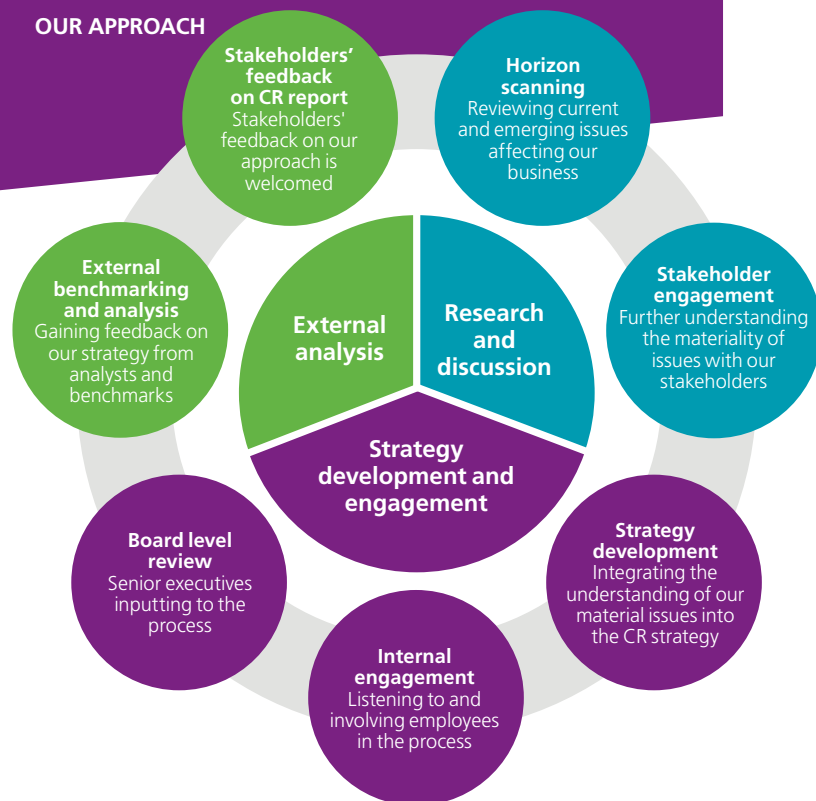 OUR APPROACH
Stakeholders’
feedback
on CR report
Stakeholders'
feedback on our
approach is
welcomed
Horizon
scanning
Reviewing current
and emerging issues
affecting our
business
External
benchmarking
and analysis
Gaining feedback on
our strategy from
analysts and
benchmarks
External
analysis
Research
and
discussion
Stakeholder
engagement
Further understanding
the materiality of
issues with our
stakeholders
Strategy
development and
engagement
Board level
review
Senior executives
inputting to the
process
Internal
engagement
Listening to and
involving employees
in the process
Strategy
development
Integrating the
understanding of our
material issues into
the CR strategy